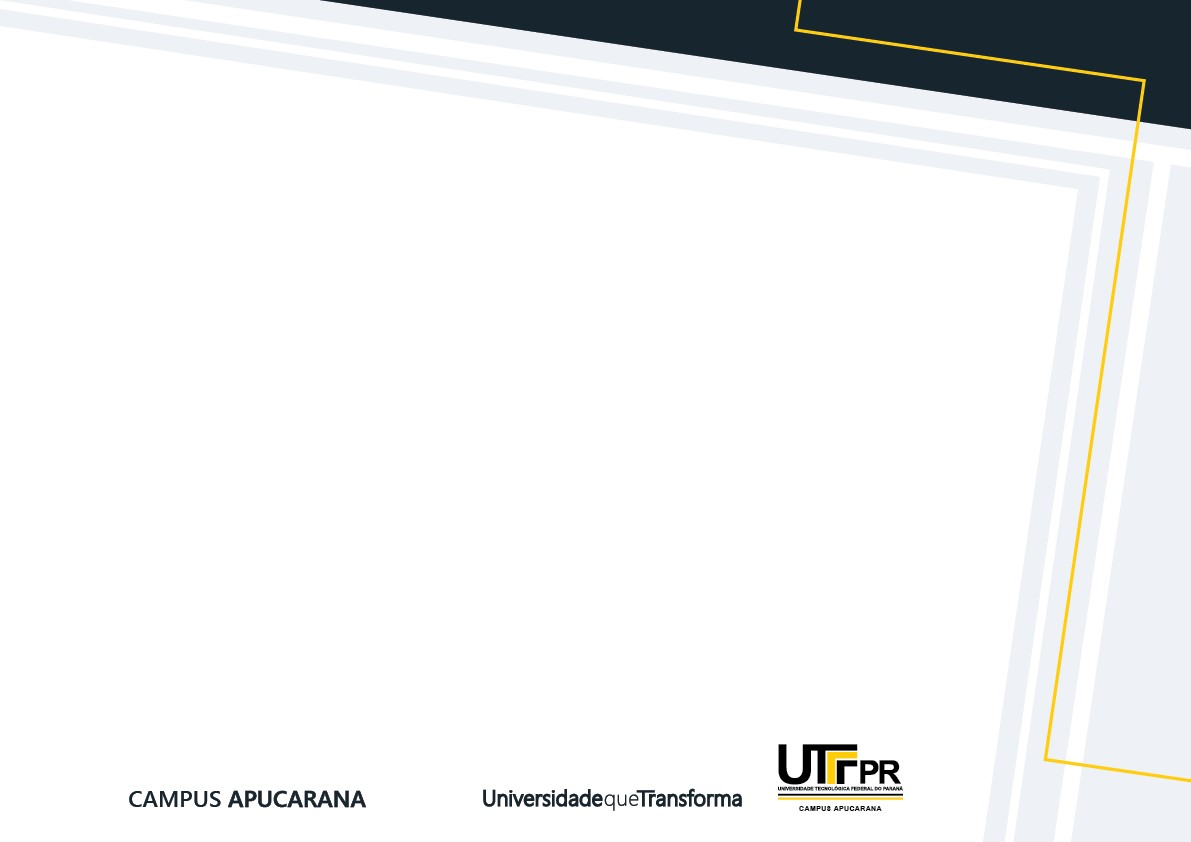 CAMPUS APUCARANA
UniversidadequeTransforma
UTFPR
UNIVERSIDADE TECNOLÓGICA FEDERAL DO PARANÁ
CAMPUS APUCARANA